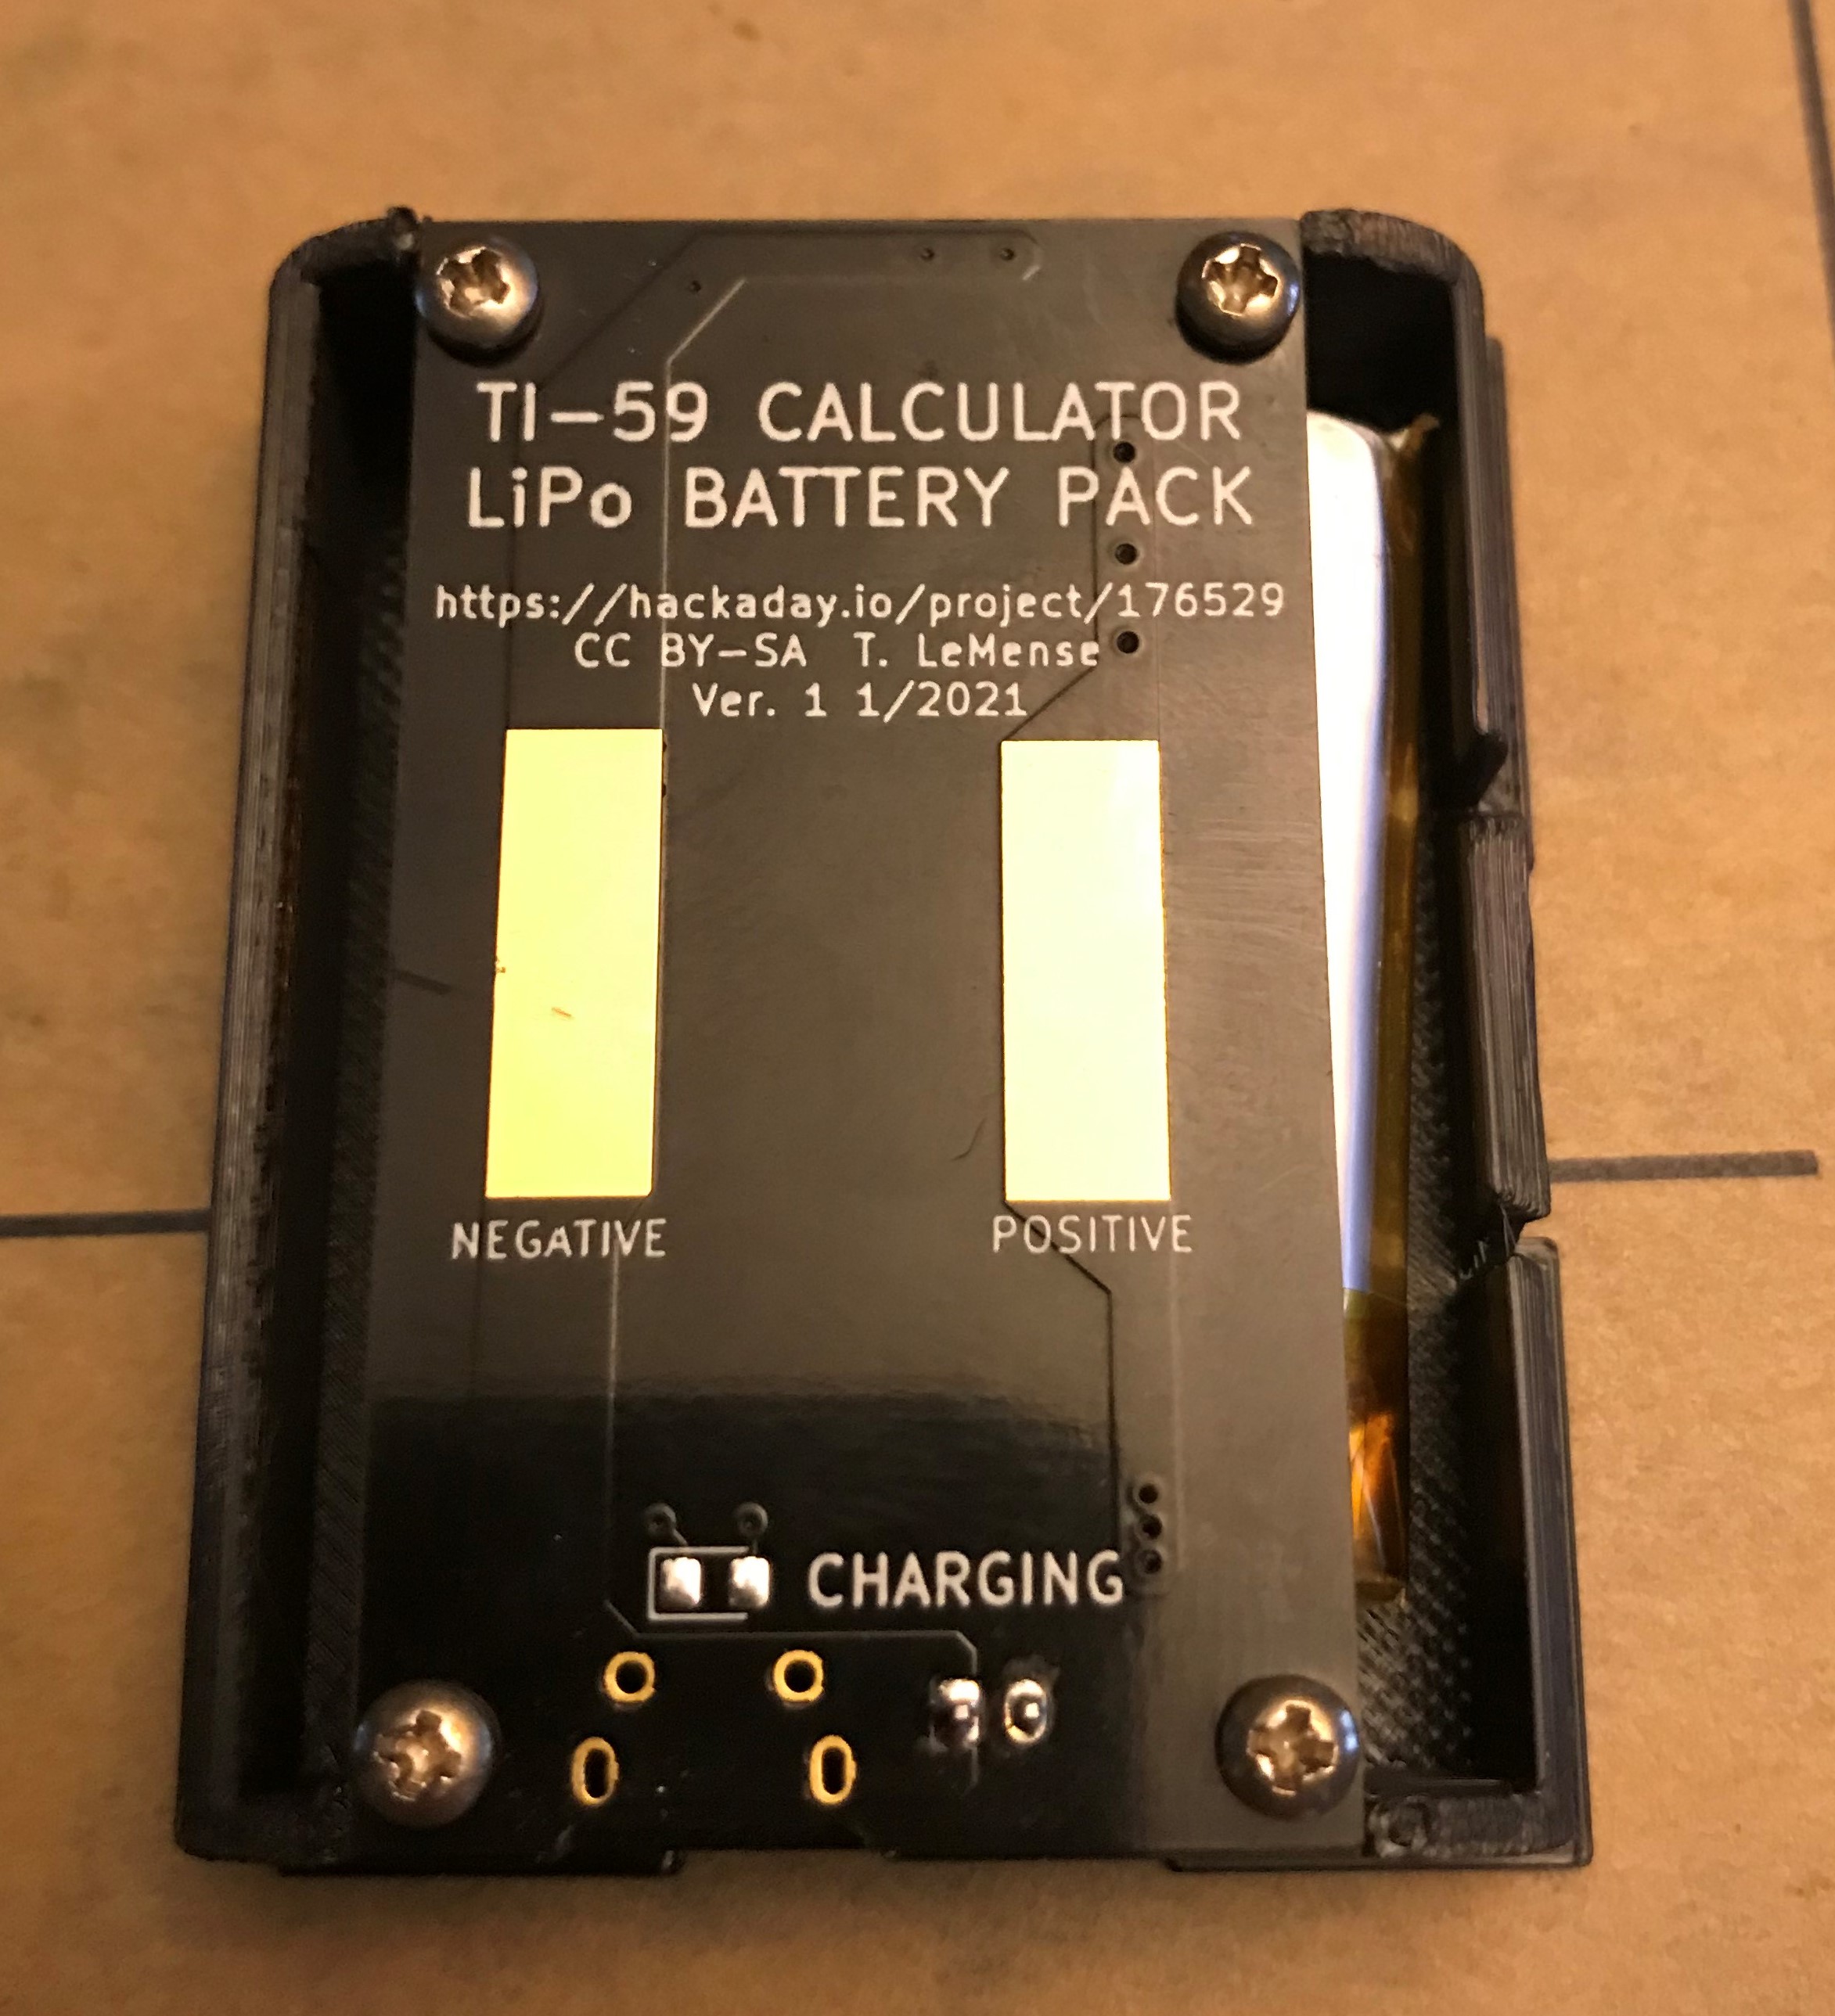 TI-59 CALCULATOR
LiPo BATTERY PACK
https://hackaday.io/project/176529
CC BY-SA T. LeMense
Ver. 1 1/2021
NEGATIVE
POSITIVE
CHARGING